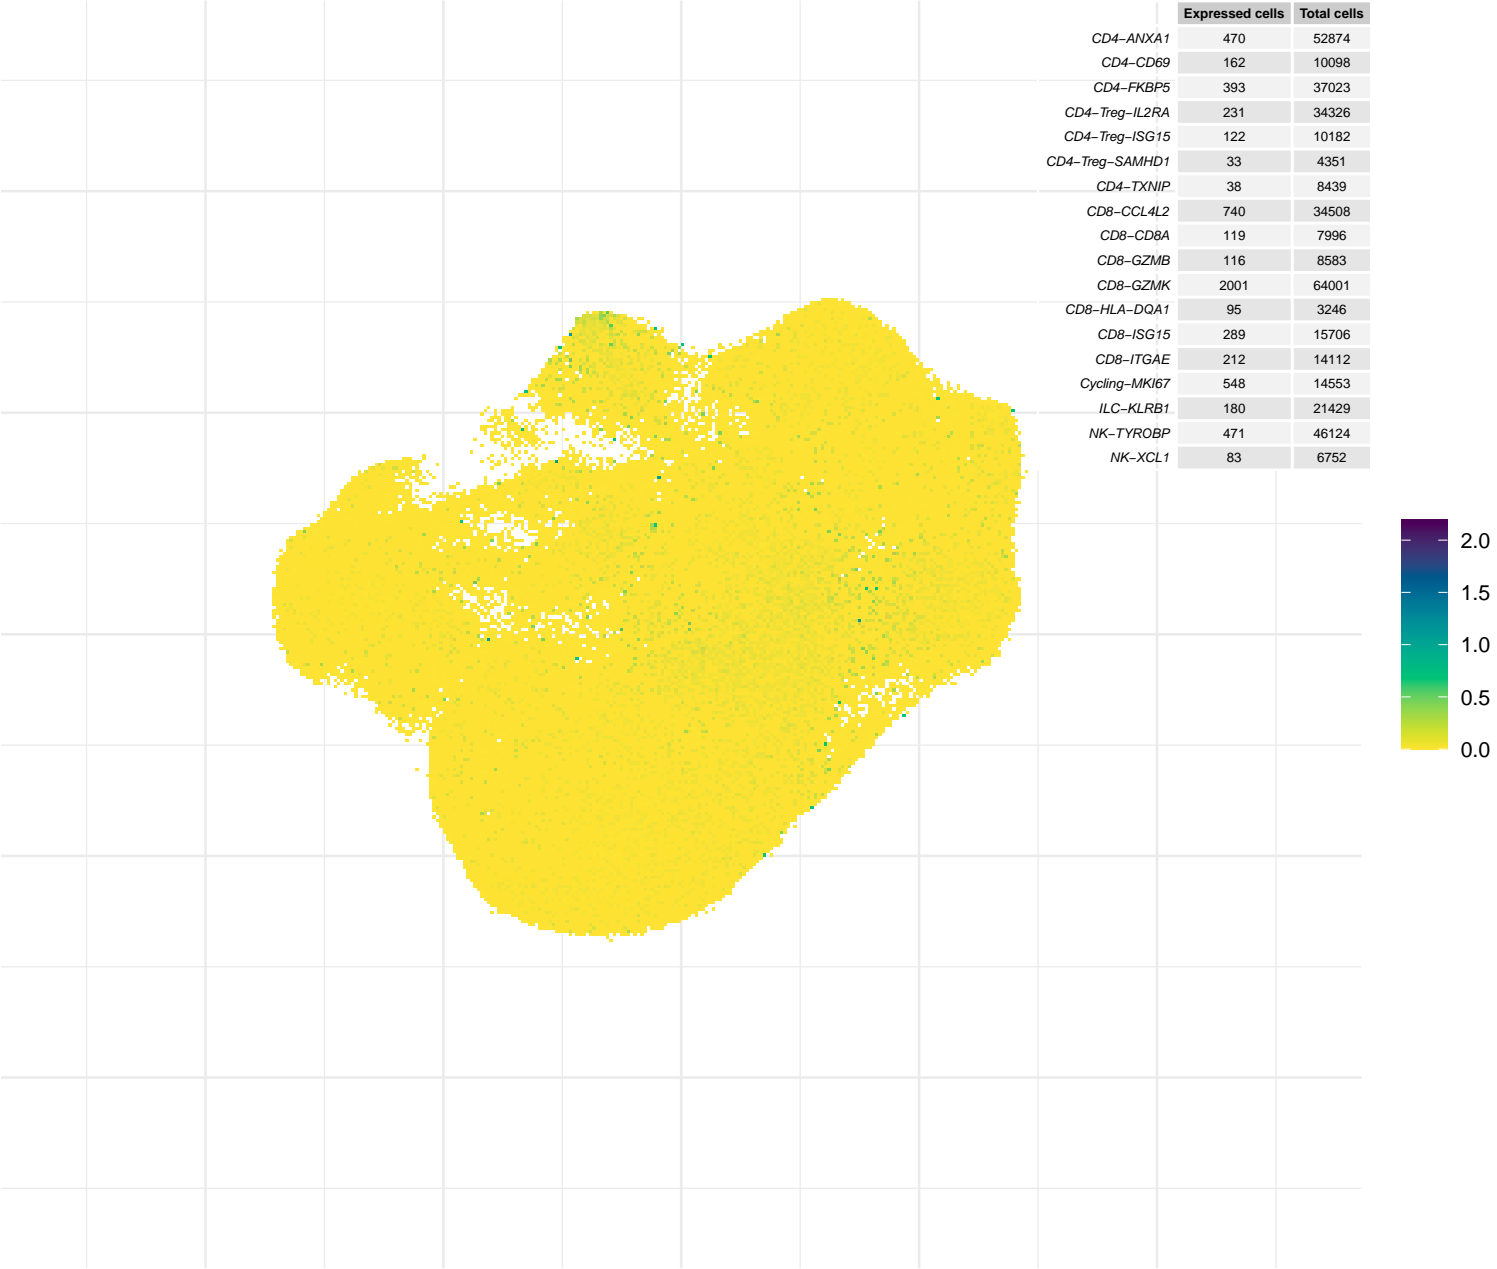 Expressed cells Total cells
CD4−ANXA1 470 52874
CD4−CD69 162 10098
CD4−FKBP5 393 37023
CD4−Treg−IL2RA 231 34326
CD4−Treg−ISG15 122 10182
CD4−Treg−SAMHD1 33 4351
CD4−TXNIP 38 8439
CD8−CCL4L2 740 34508
CD8−CD8A 119 7996
CD8−GZMB 116 8583
CD8−GZMK 2001 64001
CD8−HLA−DQA1 95 3246
CD8−ISG15 289 15706
CD8−ITGAE 212 14112
Cycling−MKI67 548 14553
ILC−KLRB1 180 21429
NK−TYROBP 471 46124
NK−XCL1 83 6752
2.0
1.5
1.0
0.5
0.0